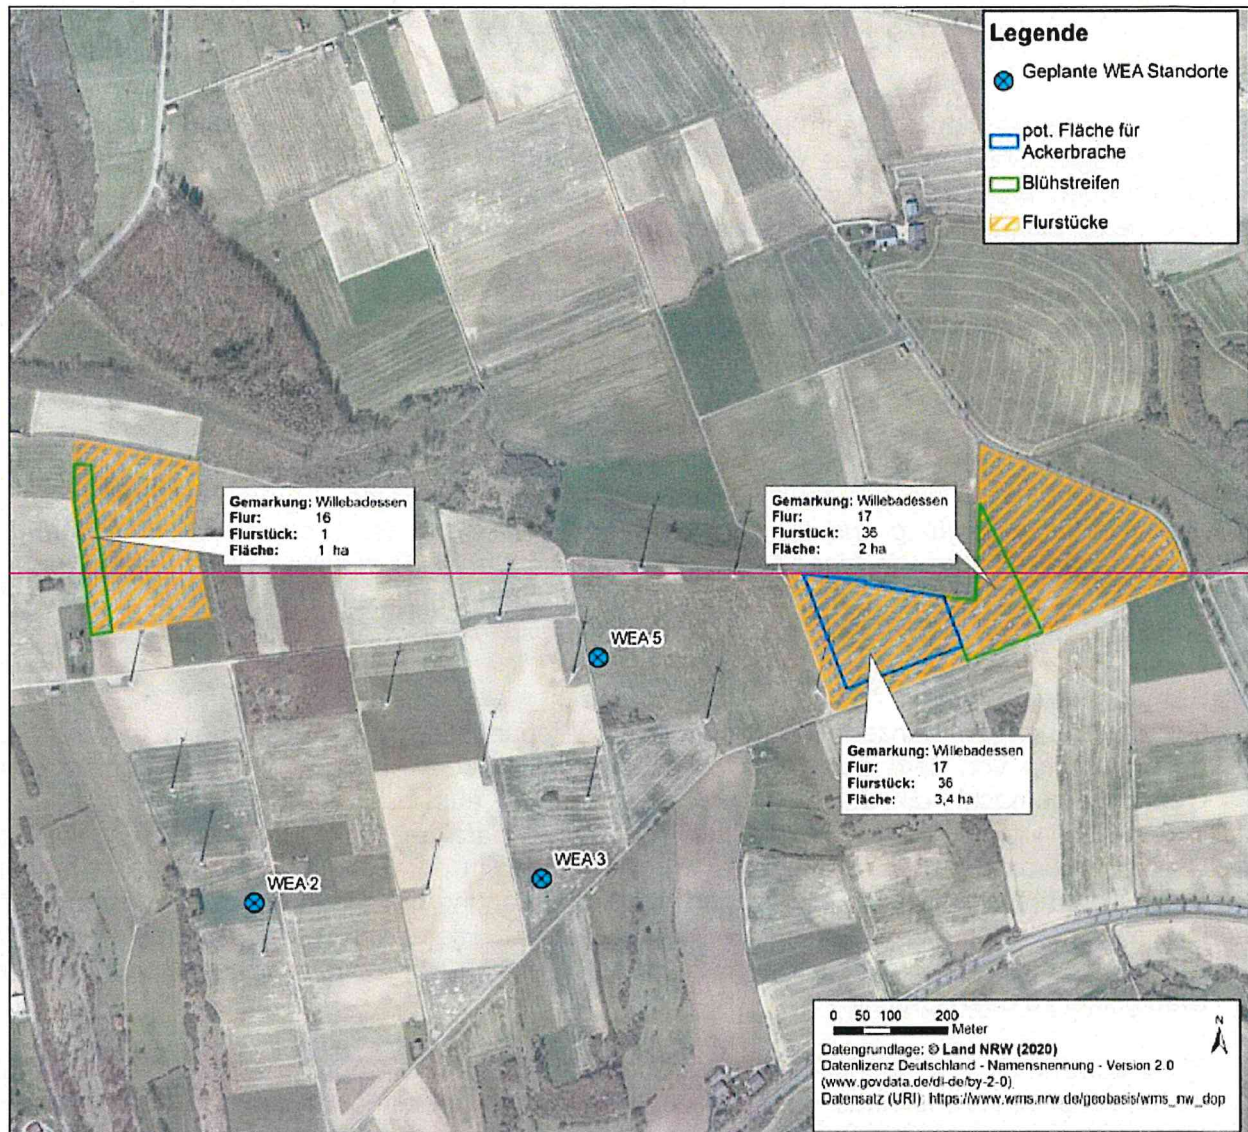 Legende
Geplante WEA Standorte
pot. Fläche für
Ackerbrache
Blühstreifen
Flurstücke
Gemarkung: Willebadessen
Flur: 16
Flurstück: 1
Fläche: 1 ha
Gemarkung: Willebadessen
Flur: 17
Flurstück: 36
Fläche: 2 ha
WEA 5
Gemarkung: Willebadessen
Flur: 17
Flurstück: 36
Fläche: 3,4 ha
WEA 3
WEA 2
0 50 100 200
Meter
N
Datengrundlage: © Land NRW (2020)
Datenlizenz Deutschland - Namensnennung - Version 2.0
(www.govdata.de/dl-de/by-2-0)
Datensatz (URI): https://www.wms.nrw.de/geobasis/wms_nw_dop